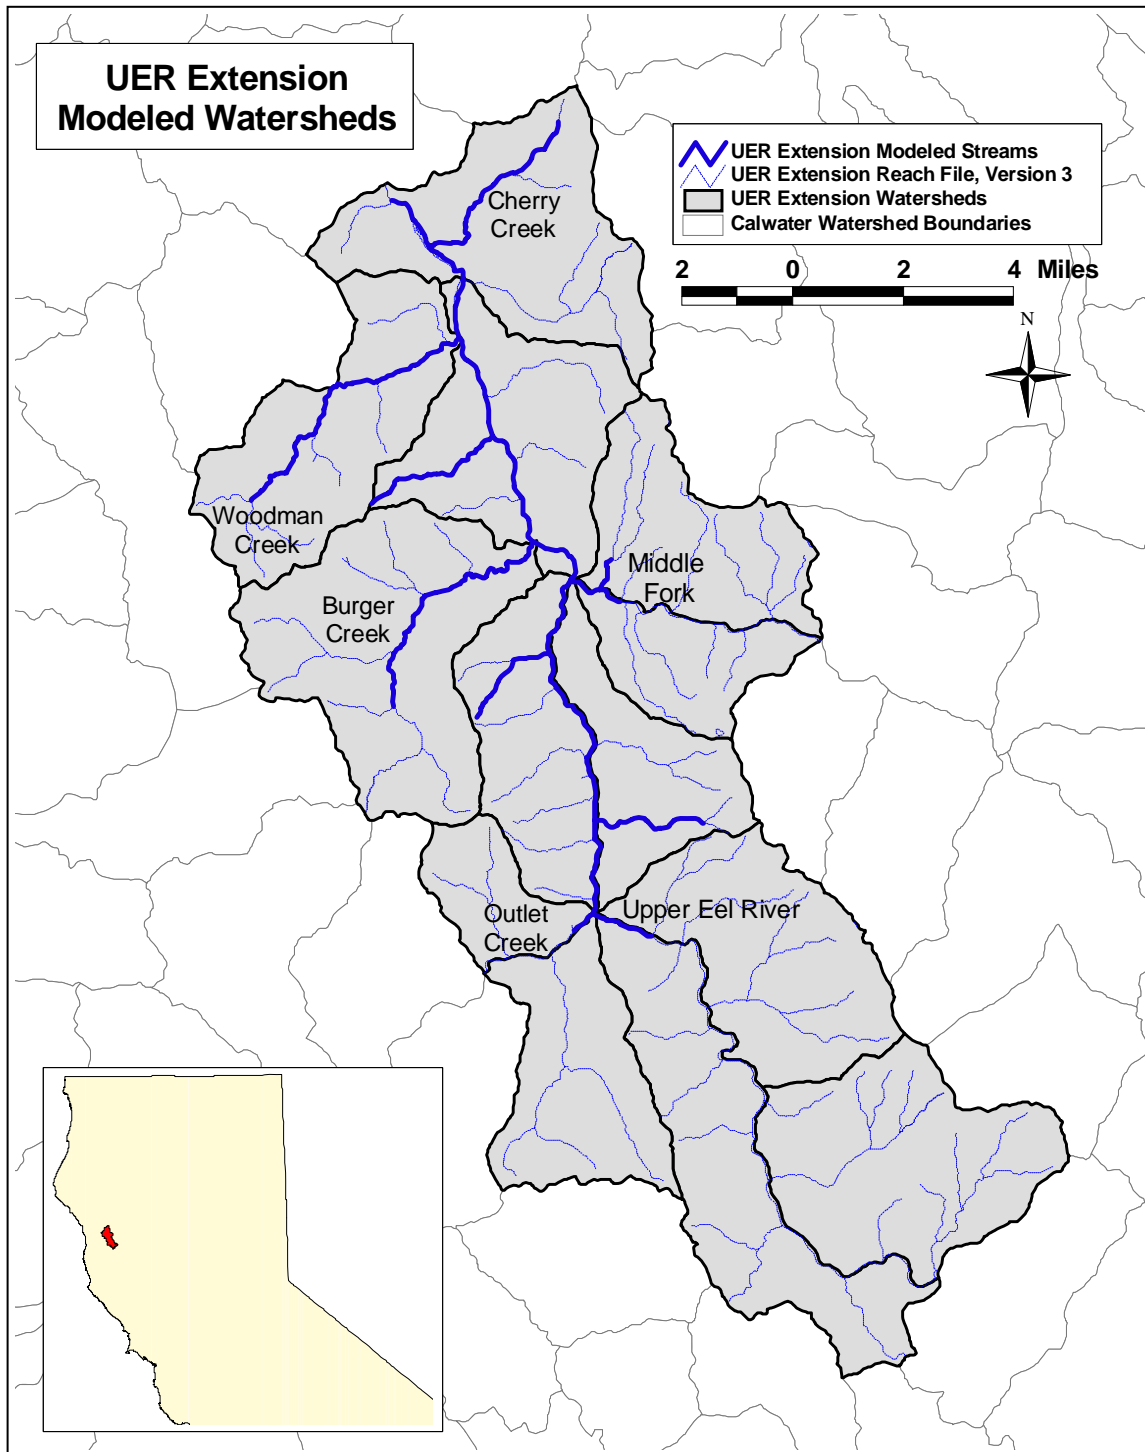 UER Extension
Modeled Watersheds
UER Extension Modeled Streams
UER Extension Reach File, Version 3
UER Extension Watersheds
Calwater Watershed Boundaries
2 0 2 4 Miles
N
Cherry
Creek
Woodman
Creek
Middle
Fork
Burger
Creek
Outlet
Creek
Upper Eel River